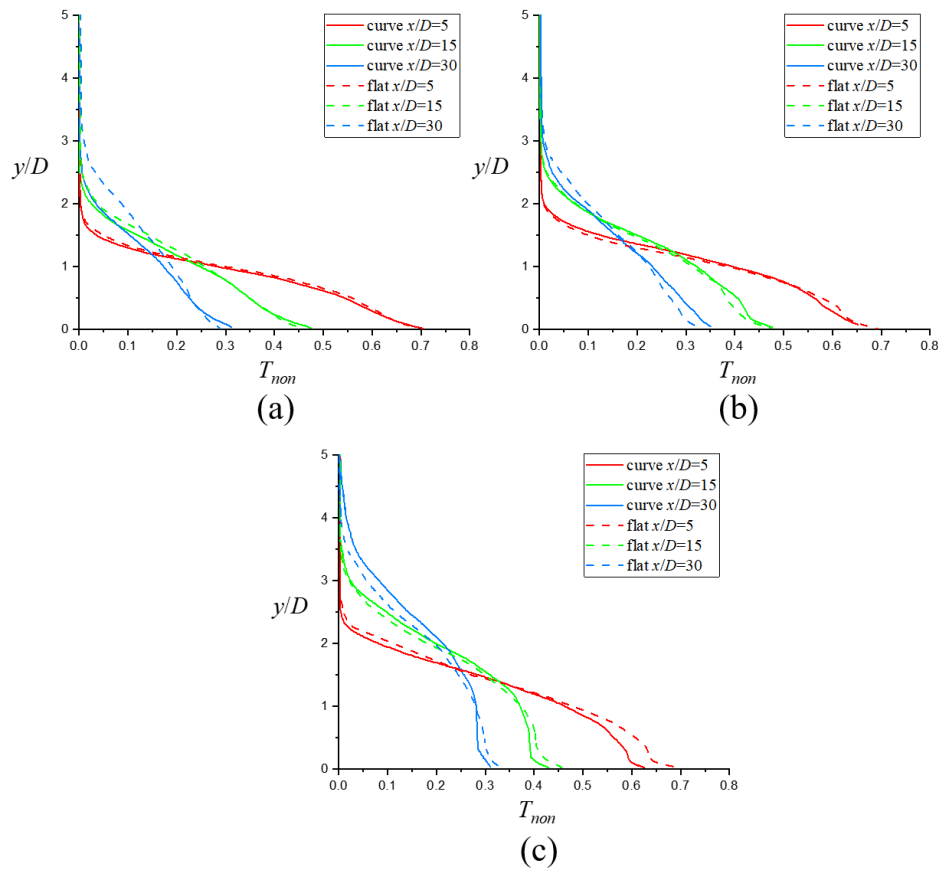 curve x/D=5
curve x/D=15
curve x/D=30
flat x/D=5
flat x/D=15
flat x/D=30
5
4
3
2
1
0
y/D
0.0 0.1 0.2 0.3 0.4 0.5 0.6 0.7 0.8
T_non
(a)
curve x/D=5
curve x/D=15
curve x/D=30
flat x/D=5
flat x/D=15
flat x/D=30
5
4
3
2
1
0
y/D
0.0 0.1 0.2 0.3 0.4 0.5 0.6 0.7 0.8
T_non
(b)
curve x/D=5
curve x/D=15
curve x/D=30
flat x/D=5
flat x/D=15
flat x/D=30
5
4
3
2
1
0
y/D
0.0 0.1 0.2 0.3 0.4 0.5 0.6 0.7 0.8
T_non
(c)